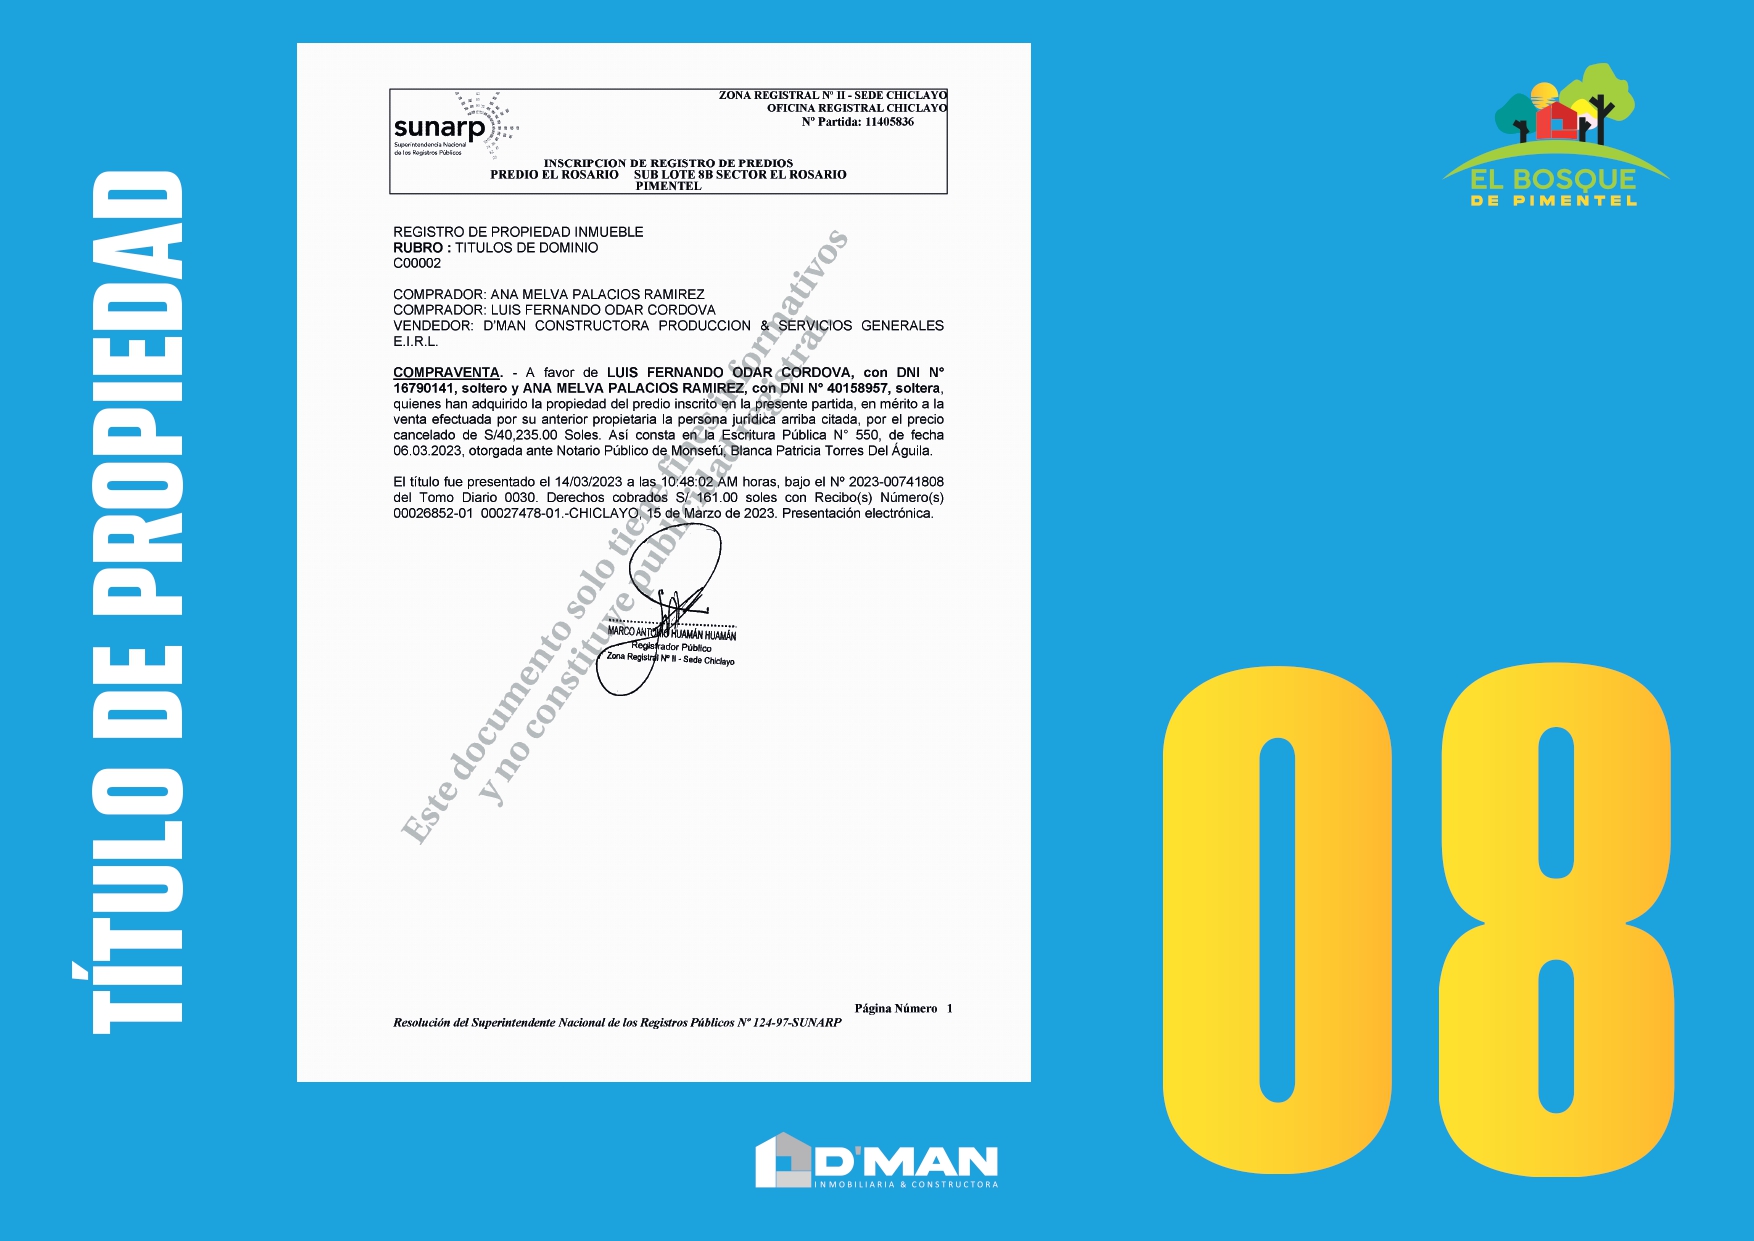 TÍTULO DE PROPIEDAD
sunarp
Superintendencia Nacional
de los Registros Públicos
ZONA REGISTRAL Nº II - SEDE CHICLAYO
OFICINA REGISTRAL CHICLAYO
Nº Partida: 11405836
INSCRIPCION DE REGISTRO DE PREDIOS
PREDIO EL ROSARIO SUB LOTE 8B SECTOR EL ROSARIO
PIMENTEL
REGISTRO DE PROPIEDAD INMUEBLE
RUBRO : TITULOS DE DOMINIO
C00002
COMPRADOR: ANA MELVA PALACIOS RAMIREZ
COMPRADOR: LUIS FERNANDO ODAR CORDOVA
VENDEDOR: D'MAN CONSTRUCTORA PRODUCCION & SERVICIOS GENERALES
E.I.R.L.
COMPRAVENTA. - A favor de LUIS FERNANDO ODAR CORDOVA, con DNI Nº
16790141, soltero y ANA MELVA PALACIOS RAMIREZ, con DNI N° 40158957, soltera,
quienes han adquirido la propiedad del predio inscrito en la presente partida, en mérito a la
venta efectuada por su anterior propietaria la persona jurídica arriba citada, por el precio
cancelado de S/40,235.00 Soles. Así consta en la Escritura Pública N° 550, de fecha
06.03.2023, otorgada ante Notario Público de Monsefú, Blanca Patricia Torres Del Águila.
El título fue presentado el 14/03/2023 a las 10:48:02 AM horas, bajo el Nº 2023-00741808
del Tomo Diario 0030. Derechos cobrados S/ 161.00 soles con Recibo(s) Número(s)
00026852-01 00027478-01.-CHICLAYO, 15 de Marzo de 2023. Presentación electrónica.
MARCO ANTONIO HUAMÁN HUAMÁN
Registrador Público
Zona Registral Nº II - Sede Chiclayo
Este documento solo tiene fines informativos
y no constituye publicidad registral.
Página Número 1
Resolución del Superintendente Nacional de los Registros Públicos Nº 124-97-SUNARP
EL BOSQUE
DE PIMENTEL
08
D'MAN
INMOBILIARIA & CONSTRUCTORA